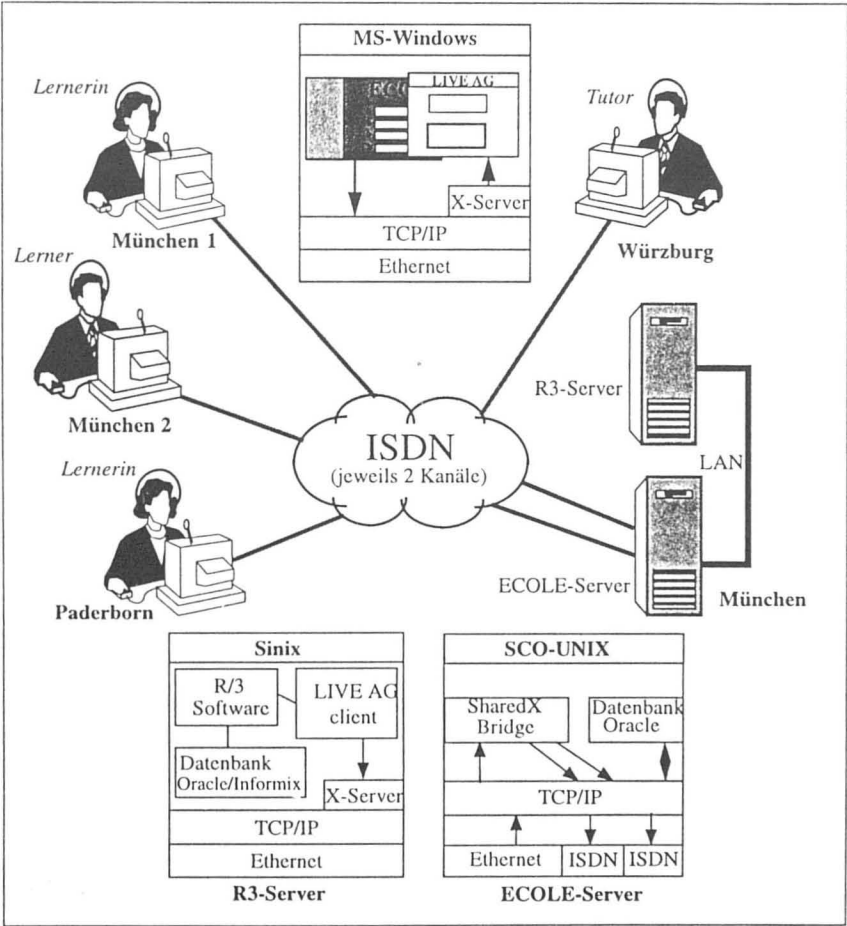 MS-Windows
Lernerin
ECO
LIVE AG
Tutor
X-Server
TCP/IP
Ethernet
München 1
Würzburg
Lerner
München 2
R3-Server
ISDN
(jeweils 2 Kanäle)
LAN
Lernerin
ECOLE-Server
München
Paderborn
Sinix
R/3
Software
LIVE AG
client
Datenbank
Oracle/Informix
X-Server
TCP/IP
Ethernet
R3-Server
SCO-UNIX
SharedX
Bridge
Datenbank
Oracle
TCP/IP
Ethernet
ISDN
ISDN
ECOLE-Server